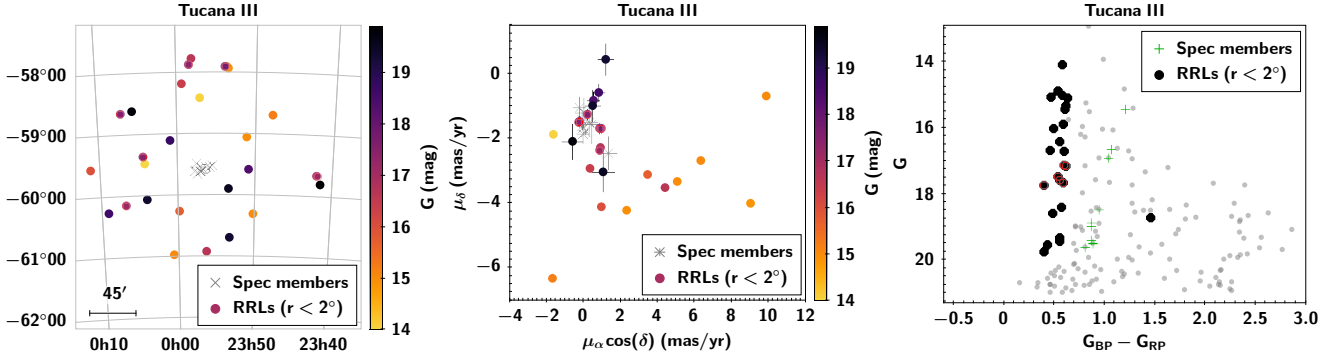 Tucana III
−58°00
−59°00
−60°00
−61°00
−62°00
0h10
0h00
23h50
23h40
45′
Spec members
RRLs (r < 2°)
19
18
17
16
15
14
G (mag)
Tucana III
0
−2
−4
−6
−4
−2
0
2
4
6
8
10
12
μδ (mas/yr)
μα cos(δ) (mas/yr)
Spec members
RRLs (r < 2°)
19
18
17
16
15
14
G (mag)
Tucana III
14
16
18
20
G
−0.5
0.0
0.5
1.0
1.5
2.0
2.5
3.0
GBP − GRP
Spec members
RRLs (r < 2°)